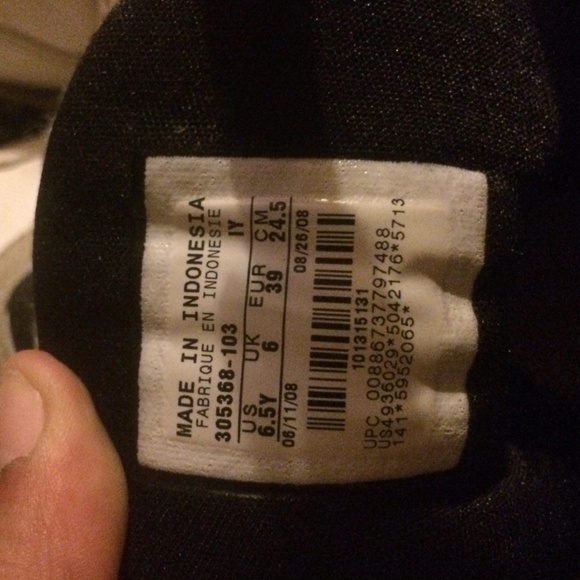 MADE IN INDONESIA
FABRIQUE EN INDONESIE
305368-103 IY
US UK EUR CM
6.5Y 6 39 24.5
06/11/08 08/26/08
101315131
UPC 00886737797488
US4936029*5042176*5713
141*5952065*